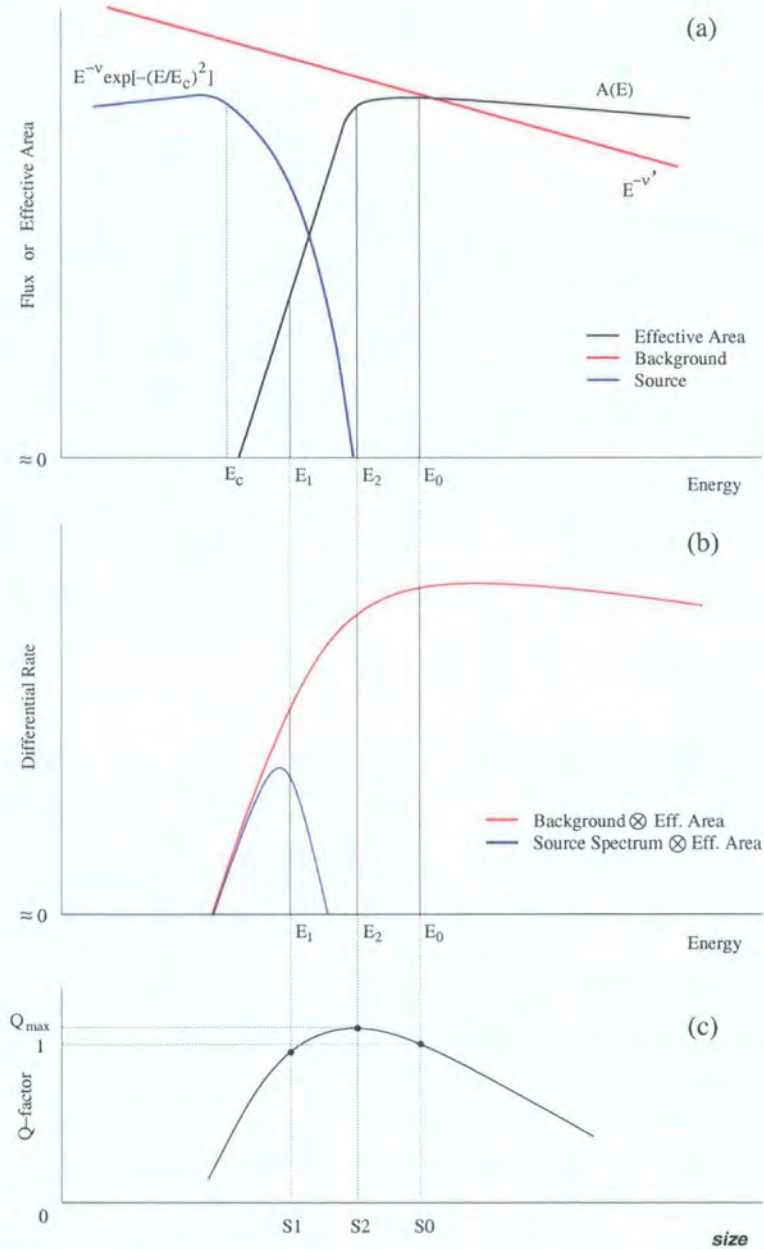 (a)
E^{-ν} exp[-(E/E_c)^2]
A(E)
E^{-ν'}
Flux or Effective Area
Effective Area
Background
Source
≈ 0
E_c E_1 E_2 E_0
Energy
(b)
Differential Rate
Background ⊗ Eff. Area
Source Spectrum ⊗ Eff. Area
≈ 0
E_1 E_2 E_0
Energy
(c)
Q_max
1
Q-factor
0
S1 S2 S0
size